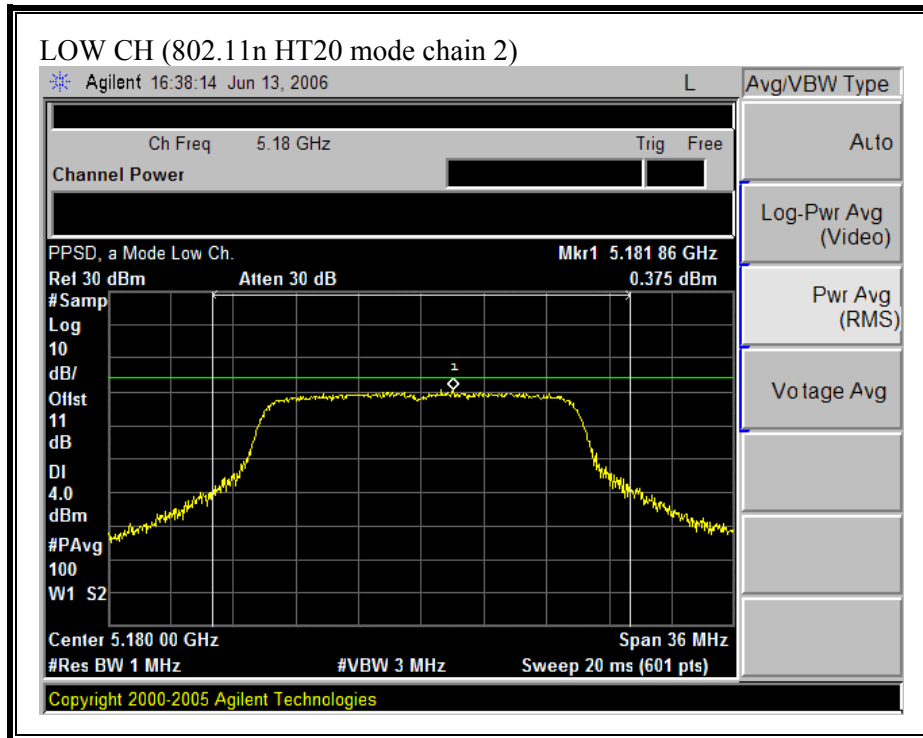 LOW CH (802.11n HT20 mode chain 2)
Agilent 16:38:14 Jun 13, 2006 L
Avg/VBW Type
Ch Freq 5.18 GHz Trig Free
Channel Power
Auto
Log-Pwr Avg
(Video)
Pwr Avg
(RMS)
Voltage Avg
PPSD, a Mode Low Ch.
Mkr1 5.181 86 GHz
Ref 30 dBm Atten 30 dB 0.375 dBm
#Samp
Log
10
dB/
Offst
11
dB
DI
4.0
dBm
#PAvg
100
W1 S2
1
Center 5.180 00 GHz Span 36 MHz
#Res BW 1 MHz #VBW 3 MHz Sweep 20 ms (601 pts)
Copyright 2000-2005 Agilent Technologies